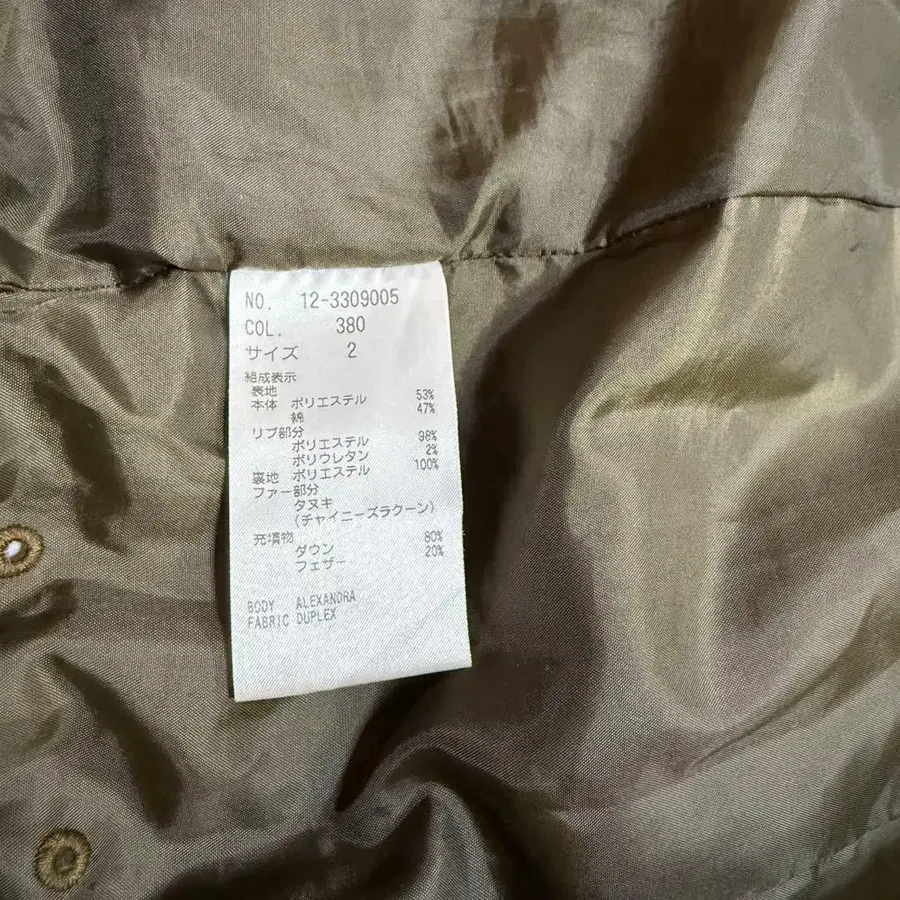 NO. 12-3309005
COL. 380
サイズ 2
組成表示
表地
本体 ポリエステル 53%
綿 47%
リブ部分
ポリエステル 98%
ポリウレタン 2%
裏地 ポリエステル 100%
ファー部分
タヌキ
(チャイニーズラクーン)
充填物
ダウン 80%
フェザー 20%
BODY ALEXANDRA
FABRIC DUPLEX